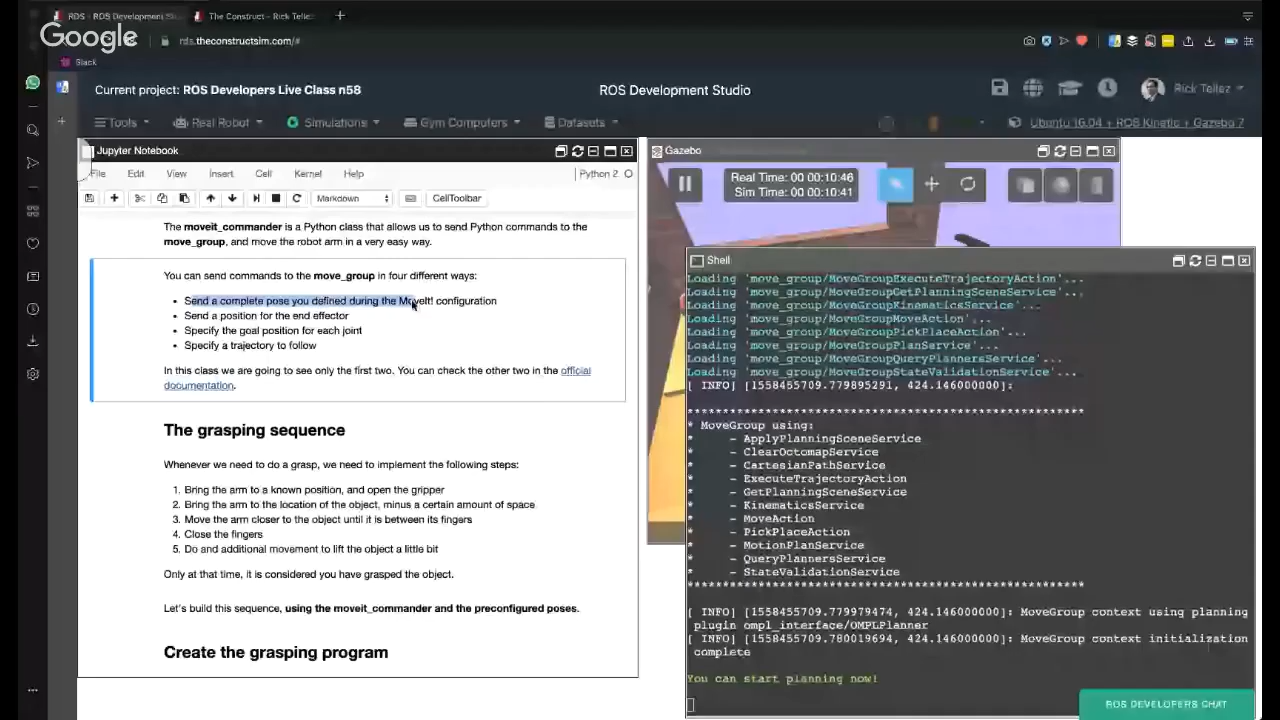 RDS - ROS Development St
The Construct - Rick Tellez
Google
rds.theconstructsim.com/#
Slack
Current project: ROS Developers Live Class n58
ROS Development Studio
Rick Tellez
Tools
Real Robot
Simulations
Gym Computers
Datasets
Ubuntu 16.04 + ROS Kinetic + Gazebo 7
Jupyter Notebook
File Edit View Insert Cell Kernel Help
Python 2
Markdown
CellToolbar
The moveit_commander is a Python class that allows us to send Python commands to the
move_group, and move the robot arm in a very easy way.
You can send commands to the move_group in four different ways:
• Send a complete pose you defined during the MoveIt! configuration
• Send a position for the end effector
• Specify the goal position for each joint
• Specify a trajectory to follow
In this class we are going to see only the first two. You can check the other two in the official
documentation.
The grasping sequence
Whenever we need to do a grasp, we need to implement the following steps:
1. Bring the arm to a known position, and open the gripper
2. Bring the arm to the location of the object, minus a certain amount of space
3. Move the arm closer to the object until it is between its fingers
4. Close the fingers
5. Do and additional movement to lift the object a little bit
Only at that time, it is considered you have grasped the object.
Let's build this sequence, using the moveit_commander and the preconfigured poses.
Create the grasping program
Gazebo
Real Time: 00 00:10:46
Sim Time: 00 00:10:41
Shell
Loading 'move_group/MoveGroupExecuteTrajectoryAction'...
Loading 'move_group/MoveGroupGetPlanningSceneService'...
Loading 'move_group/MoveGroupKinematicsService'...
Loading 'move_group/MoveGroupMoveAction'...
Loading 'move_group/MoveGroupPickPlaceAction'...
Loading 'move_group/MoveGroupPlanService'...
Loading 'move_group/MoveGroupQueryPlannersService'...
Loading 'move_group/MoveGroupStateValidationService'...
[ INFO] [1558455709.779895291, 424.146000000]:
********************************************************
* MoveGroup using:
*     - ApplyPlanningSceneService
*     - ClearOctomapService
*     - CartesianPathService
*     - ExecuteTrajectoryAction
*     - GetPlanningSceneService
*     - KinematicsService
*     - MoveAction
*     - PickPlaceAction
*     - MotionPlanService
*     - QueryPlannersService
*     - StateValidationService
********************************************************
[ INFO] [1558455709.779979474, 424.146000000]: MoveGroup context using planning
plugin ompl_interface/OMPLPlanner
[ INFO] [1558455709.780019694, 424.146000000]: MoveGroup context initialization
complete
You can start planning now!
ROS DEVELOPERS CHAT